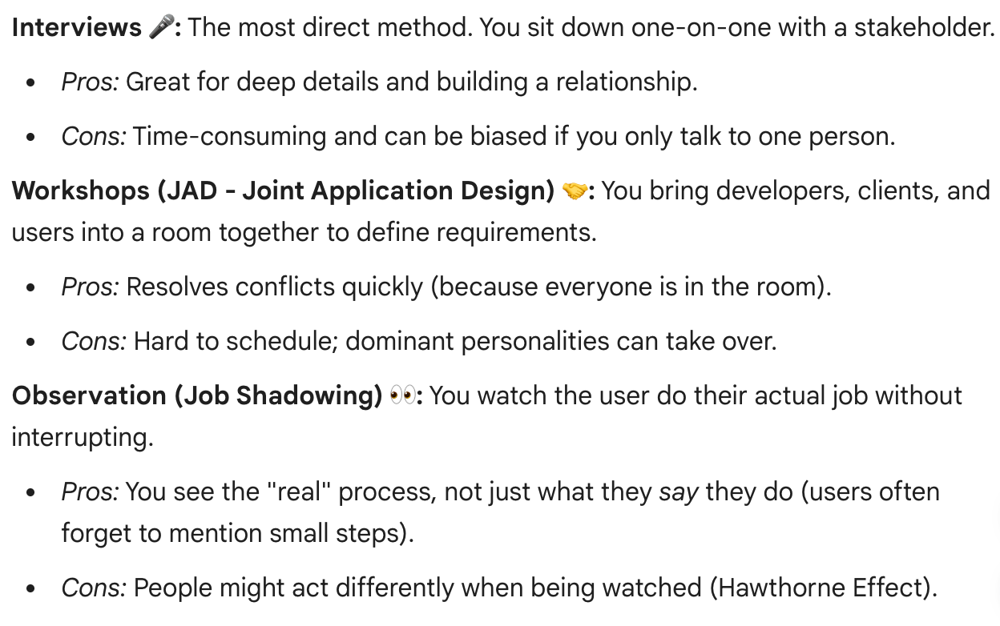 Interviews 🎤: The most direct method. You sit down one-on-one with a stakeholder.
• Pros: Great for deep details and building a relationship.
• Cons: Time-consuming and can be biased if you only talk to one person.
Workshops (JAD - Joint Application Design) 🤝: You bring developers, clients, and
users into a room together to define requirements.
• Pros: Resolves conflicts quickly (because everyone is in the room).
• Cons: Hard to schedule; dominant personalities can take over.
Observation (Job Shadowing) 👀: You watch the user do their actual job without
interrupting.
• Pros: You see the "real" process, not just what they say they do (users often
forget to mention small steps).
• Cons: People might act differently when being watched (Hawthorne Effect).